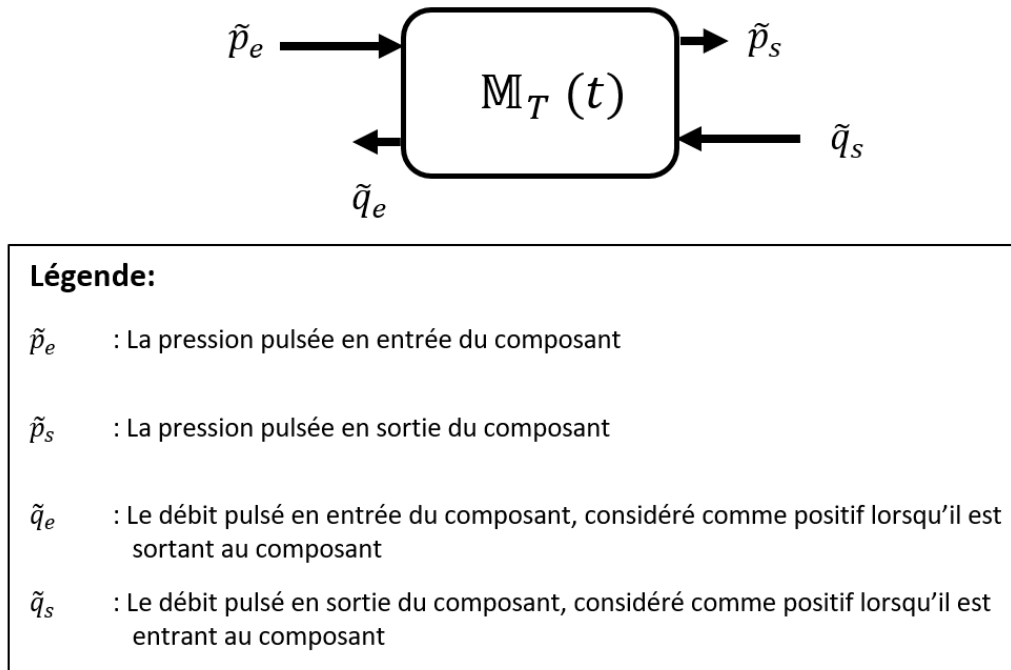 p̃ₑ
𝕄_T (t)
p̃ₛ
q̃ₑ
q̃ₛ
Légende:
p̃ₑ : La pression pulsée en entrée du composant
p̃ₛ : La pression pulsée en sortie du composant
q̃ₑ : Le débit pulsé en entrée du composant, considéré comme positif lorsqu’il est
sortant au composant
q̃ₛ : Le débit pulsé en sortie du composant, considéré comme positif lorsqu’il est
entrant au composant